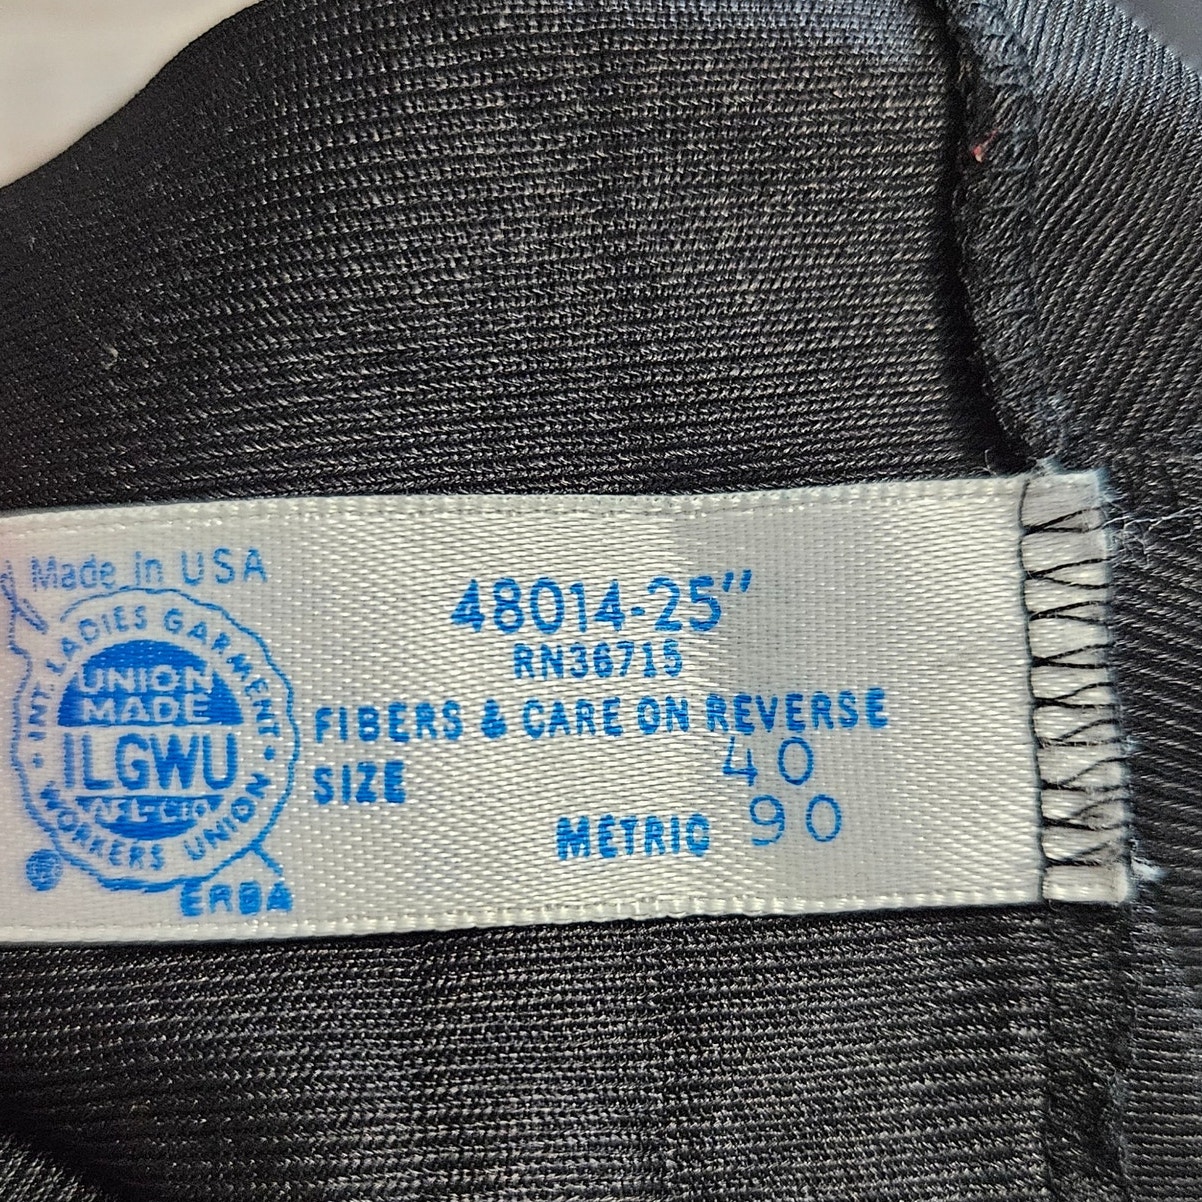 Made in USA
INT. LADIES GARMENT
WORKERS UNION
UNION
MADE
ILGWU
AFL-CIO
®
ERBA
48014-25"
RN36715
FIBERS & CARE ON REVERSE
SIZE 40
METRIC 90